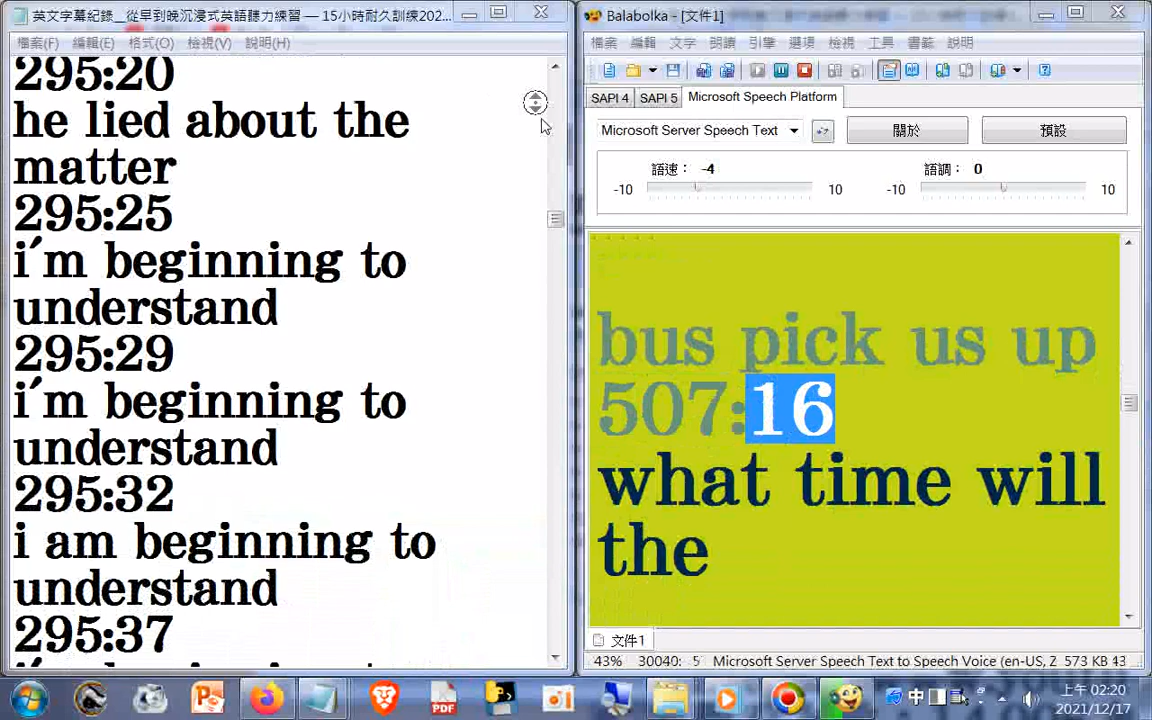 英文字幕紀錄__從早到晚沉浸式英語聽力練習 — 15小時耐久訓練202...
檔案(F) 編輯(E) 格式(O) 檢視(V) 說明(H)
295:20
he lied about the
matter
295:25
i´m beginning to
understand
295:29
i´m beginning to
understand
295:32
i am beginning to
understand
295:37
Balabolka - [文件1]
檔案 編輯 文字 朗讀 引擎 選項 檢視 工具 書籤 說明
SAPI 4 SAPI 5 Microsoft Speech Platform
Microsoft Server Speech Text 關於 預設
語速： -4 語調： 0
-10 10 -10 10
bus pick us up
507:16
what time will
the
文件1
43% 30040: 5 Microsoft Server Speech Text to Speech Voice (en-US, Z 573 KB 43
中
上午 02:20
2021/12/17